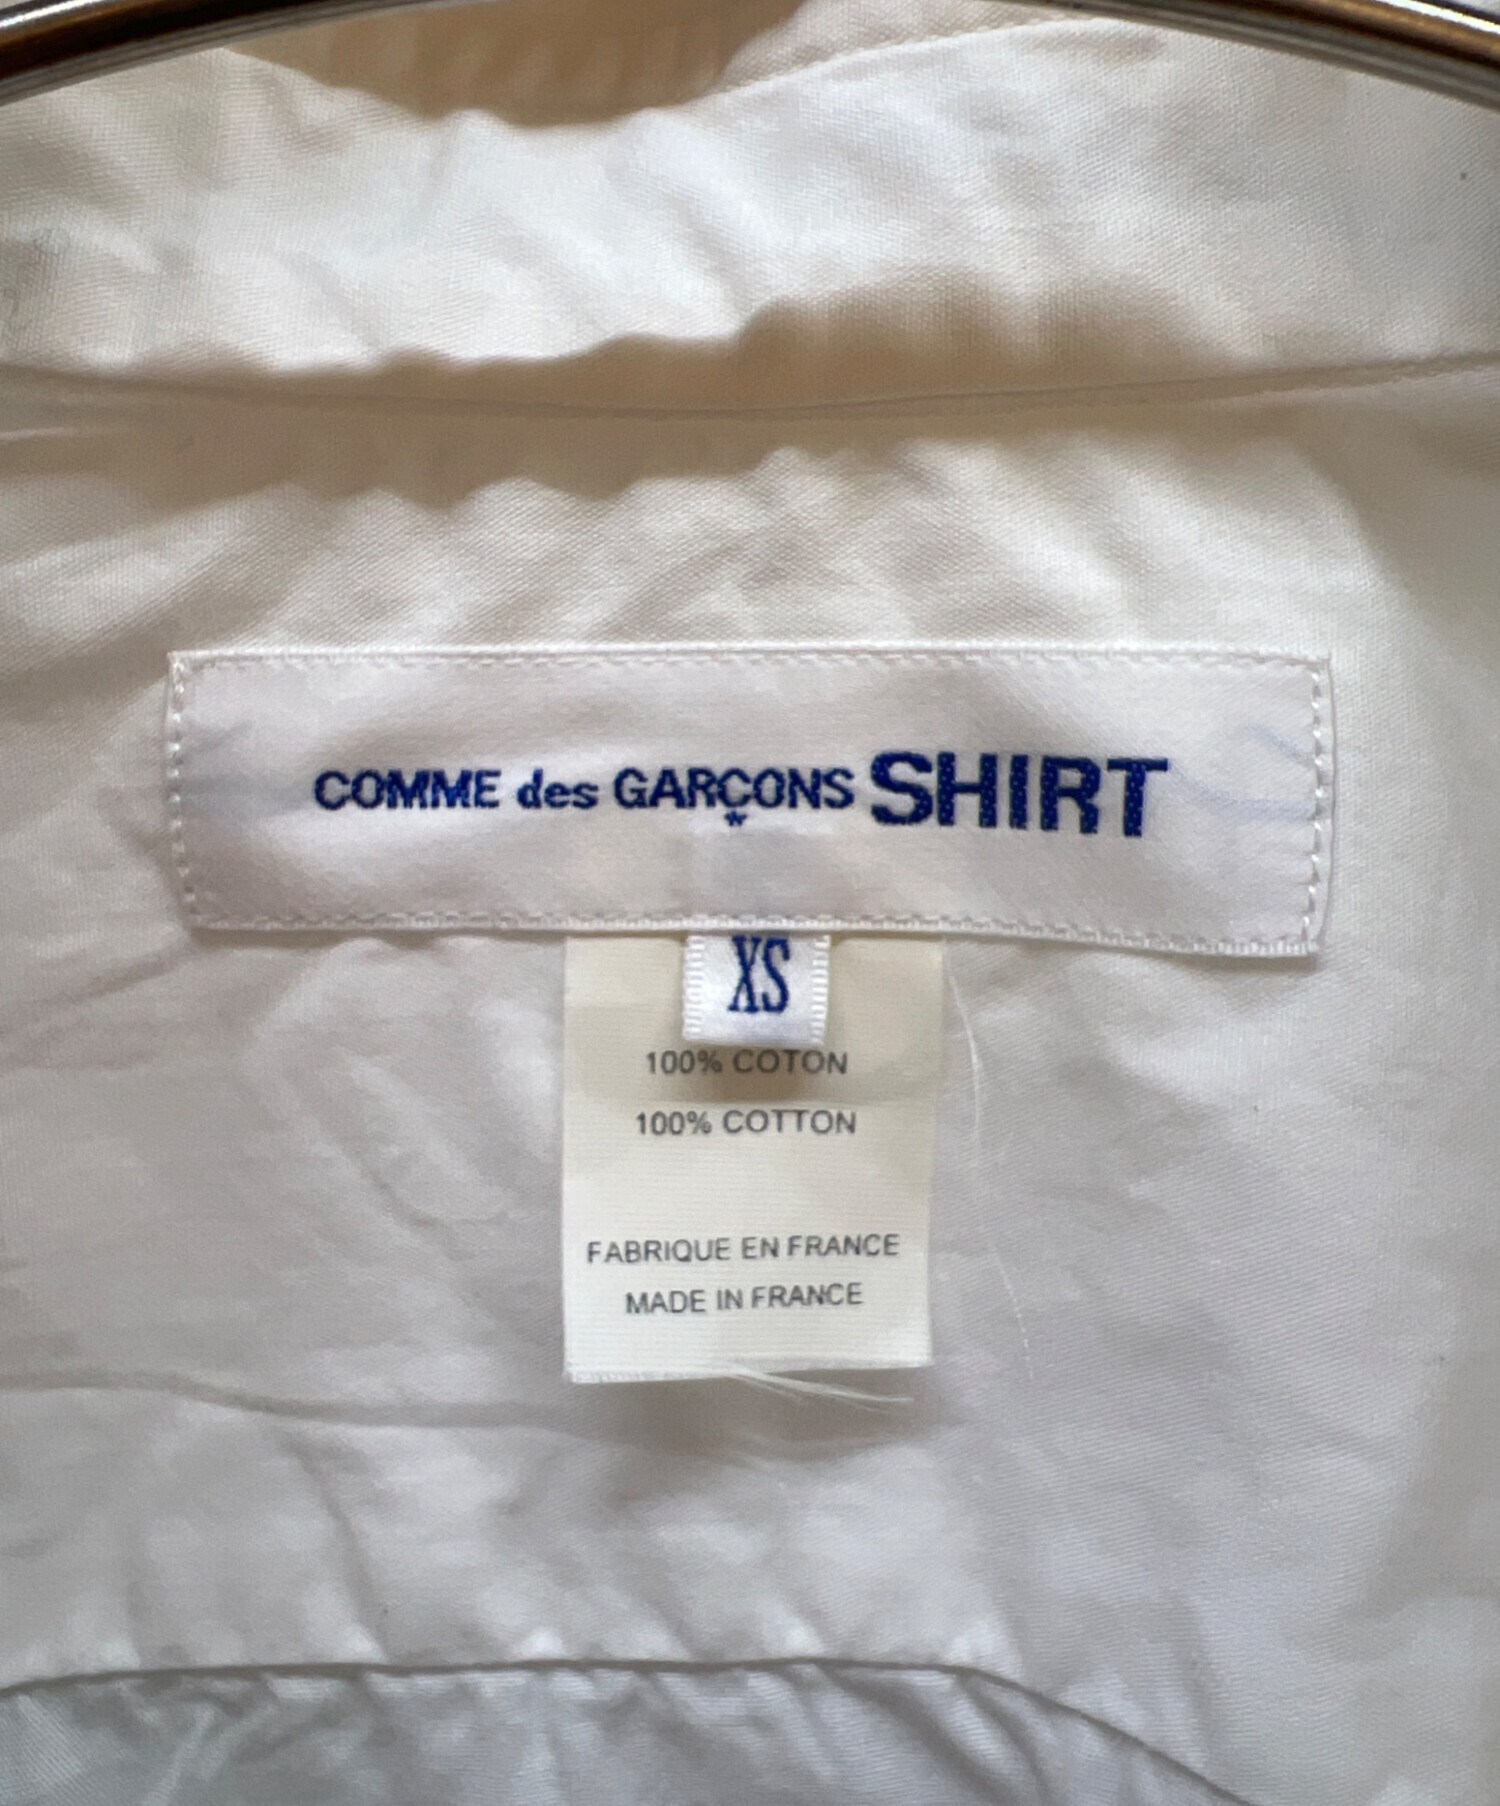 COMME des GARÇONS SHIRT
XS
100% COTON
100% COTTON
FABRIQUE EN FRANCE
MADE IN FRANCE